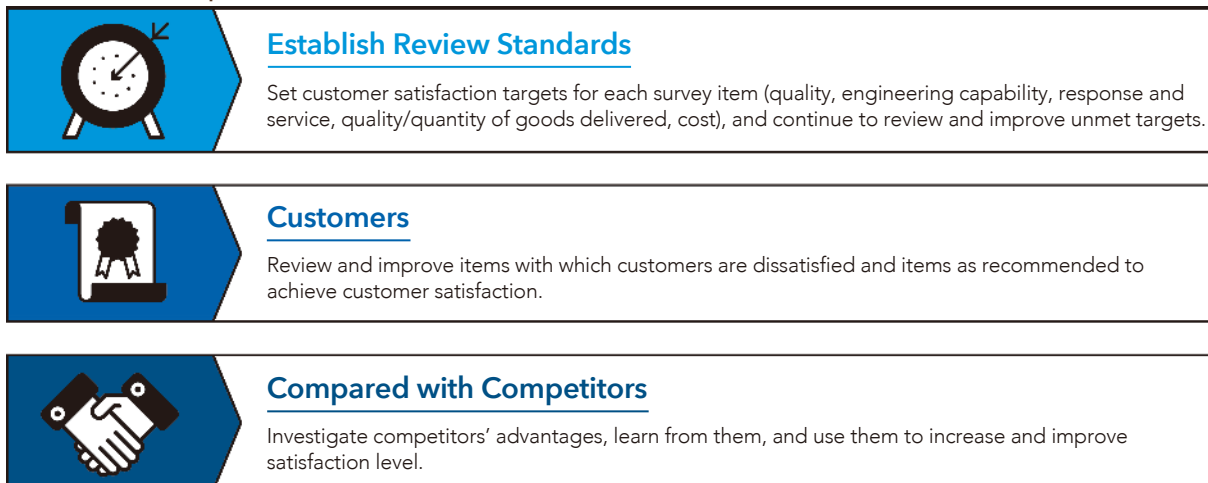 Establish Review Standards
Set customer satisfaction targets for each survey item (quality, engineering capability, response and
service, quality/quantity of goods delivered, cost), and continue to review and improve unmet targets.
Customers
Review and improve items with which customers are dissatisfied and items as recommended to
achieve customer satisfaction.
Compared with Competitors
Investigate competitors’ advantages, learn from them, and use them to increase and improve
satisfaction level.